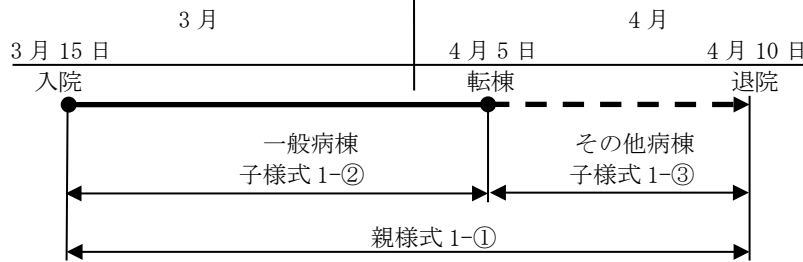 3月 4月
3月15日 4月5日 4月10日
入院 転棟 退院
一般病棟 その他病棟
子様式1-② 子様式1-③
親様式1-①